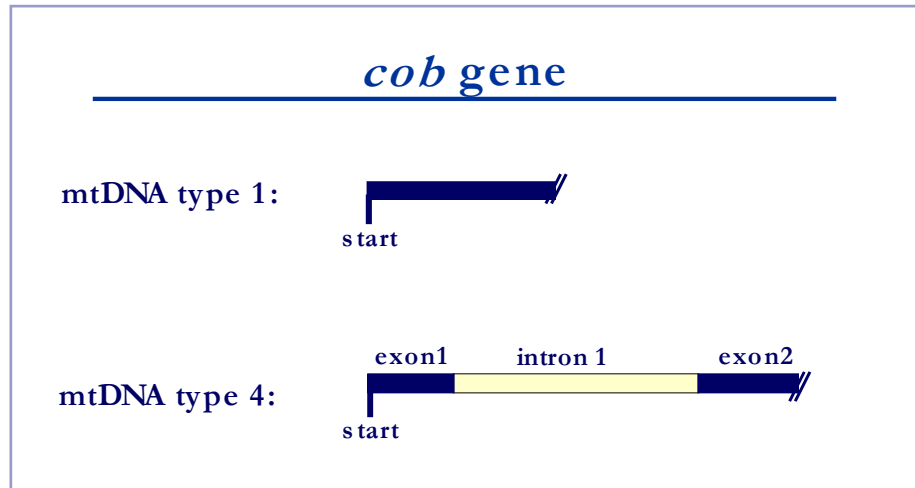 cob gene
mtDNA type 1:
start
exon1 intron 1 exon2
mtDNA type 4:
start